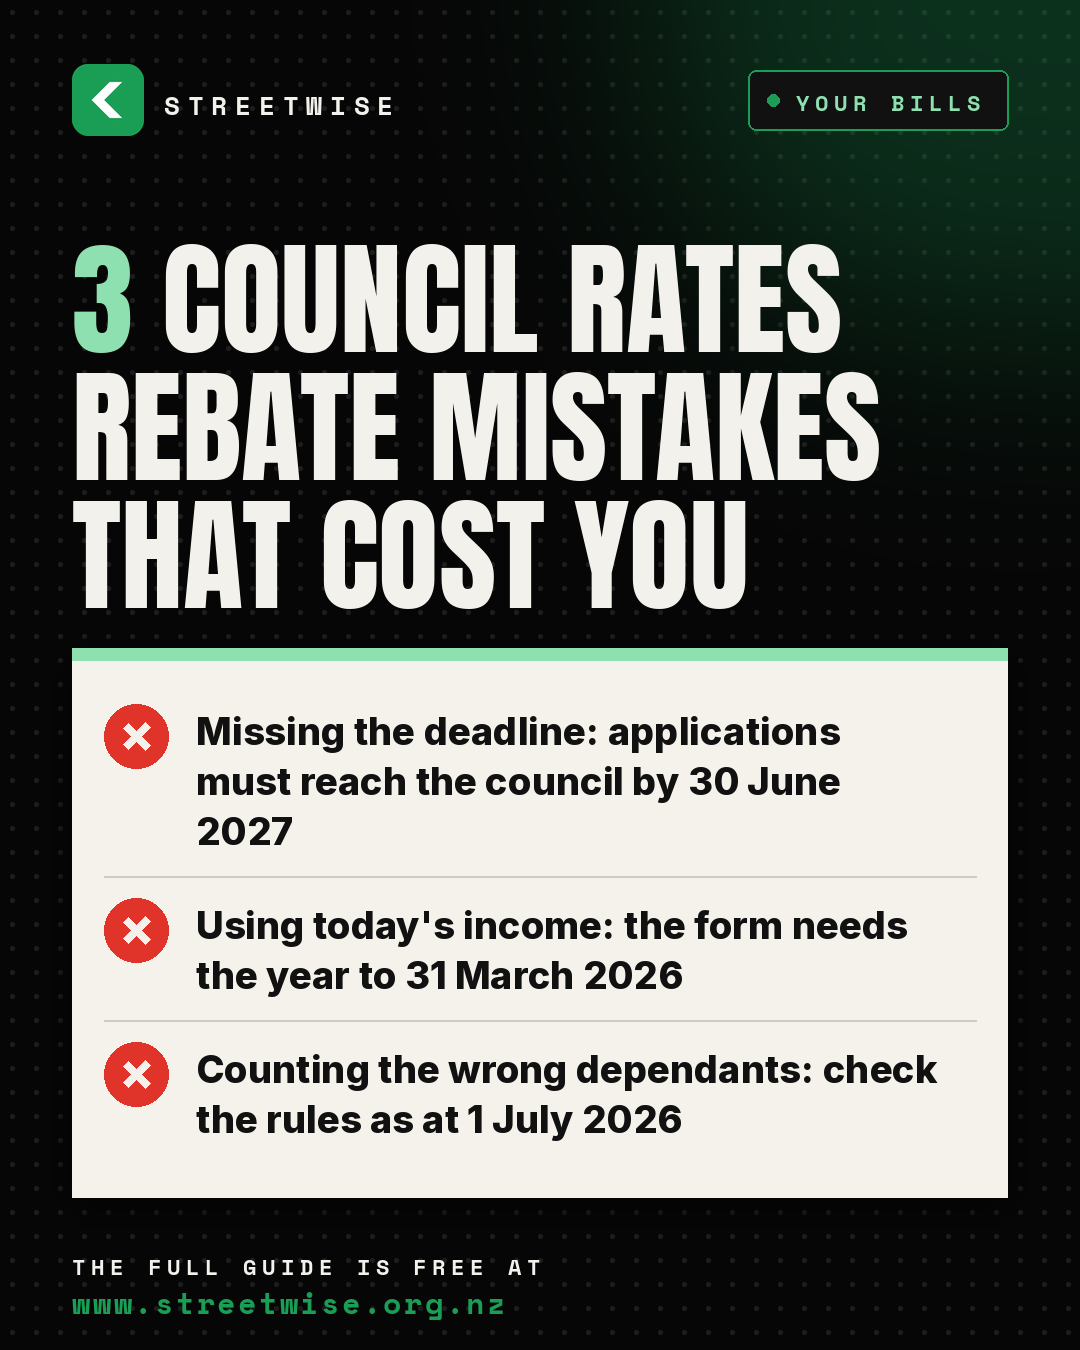 STREETWISE
YOUR BILLS
3 COUNCIL RATES
REBATE MISTAKES
THAT COST YOU
Missing the deadline: applications
must reach the council by 30 June
2027
Using today's income: the form needs
the year to 31 March 2026
Counting the wrong dependants: check
the rules as at 1 July 2026
THE FULL GUIDE IS FREE AT
www.streetwise.org.nz